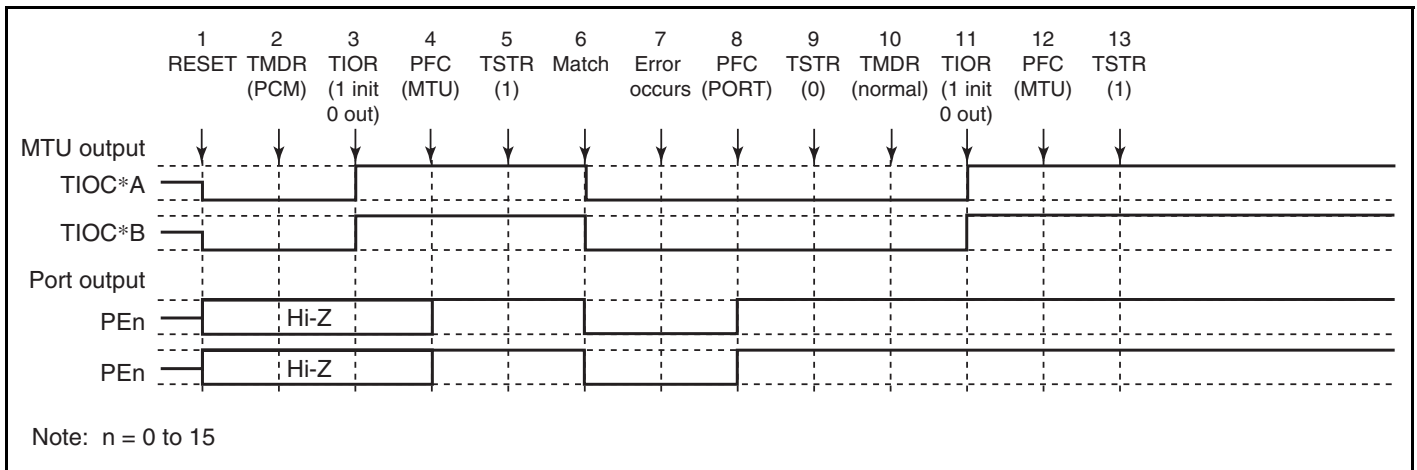 1 2 3 4 5 6 7 8 9 10 11 12 13
RESET TMDR TIOR PFC TSTR Match Error PFC TSTR TMDR TIOR PFC TSTR
(PCM) (1 init (MTU) (1) occurs (PORT) (0) (normal) (1 init (MTU) (1)
0 out) 0 out)
MTU output
TIOC*A
TIOC*B
Port output
PEn Hi-Z
PEn Hi-Z
Note: n = 0 to 15